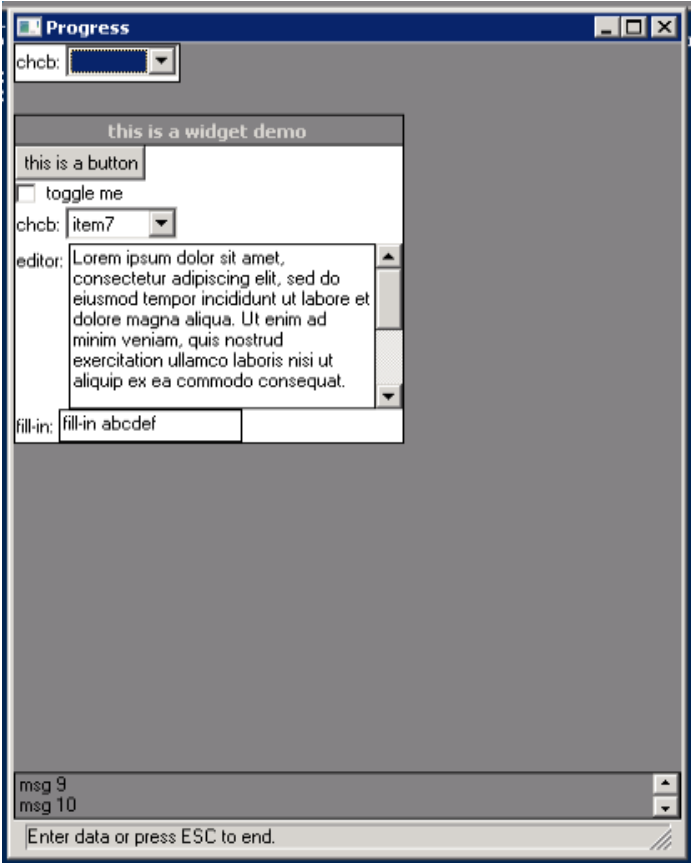 Progress
chcb:
this is a widget demo
this is a button
toggle me
chcb: item7
editor: Lorem ipsum dolor sit amet,
consectetur adipiscing elit, sed do
eiusmod tempor incididunt ut labore et
dolore magna aliqua. Ut enim ad
minim veniam, quis nostrud
exercitation ullamco laboris nisi ut
aliquip ex ea commodo consequat.
fill-in: fill-in abcdef
msg 9
msg 10
Enter data or press ESC to end.